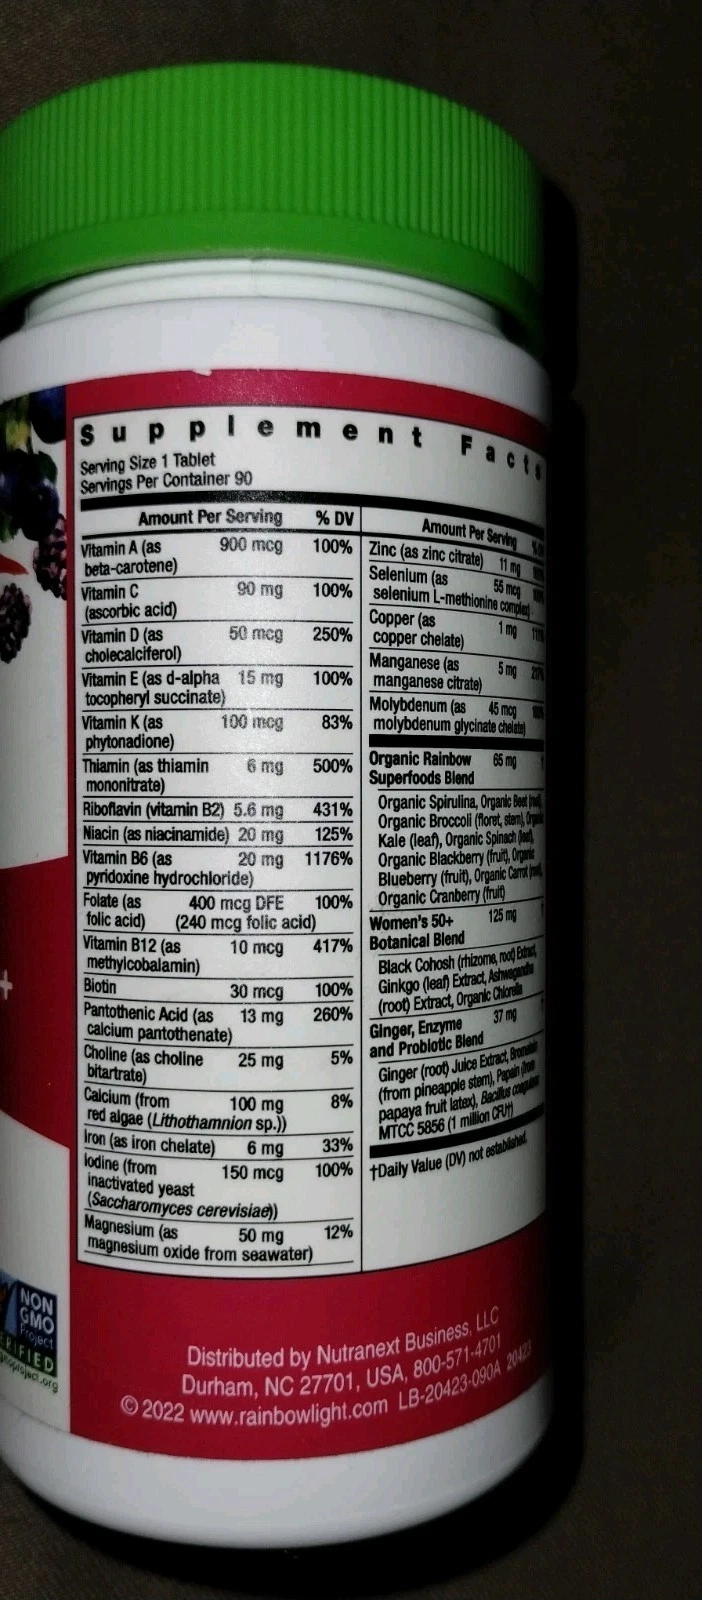 Supplement Facts
Serving Size 1 Tablet
Servings Per Container 90
Amount Per Serving % DV
Vitamin A (as 900 mcg 100%
beta-carotene)
Vitamin C 90 mg 100%
(ascorbic acid)
Vitamin D (as 50 mcg 250%
cholecalciferol)
Vitamin E (as d-alpha 15 mg 100%
tocopheryl succinate)
Vitamin K (as 100 mcg 83%
phytonadione)
Thiamin (as thiamin 6 mg 500%
mononitrate)
Riboflavin (vitamin B2) 5.6 mg 431%
Niacin (as niacinamide) 20 mg 125%
Vitamin B6 (as 20 mg 1176%
pyridoxine hydrochloride)
Folate (as 400 mcg DFE 100%
folic acid) (240 mcg folic acid)
Vitamin B12 (as 10 mcg 417%
methylcobalamin)
Biotin 30 mcg 100%
Pantothenic Acid (as 13 mg 260%
calcium pantothenate)
Choline (as choline 25 mg 5%
bitartrate)
Calcium (from 100 mg 8%
red algae (Lithothamnion sp.))
Iron (as iron chelate) 6 mg 33%
Iodine (from 150 mcg 100%
inactivated yeast
(Saccharomyces cerevisiae))
Magnesium (as 50 mg 12%
magnesium oxide from seawater)
Amount Per Serving
Zinc (as zinc citrate) 11 mg
Selenium (as 55 mcg
selenium L-methionine complex)
Copper (as 1 mg
copper chelate)
Manganese (as 5 mg
manganese citrate)
Molybdenum (as 45 mcg
molybdenum glycinate chelate)
Organic Rainbow 65 mg †
Superfoods Blend
Organic Spirulina, Organic Beet
Organic Broccoli (floret, stem),
Kale (leaf), Organic Spinach (leaf),
Organic Blackberry (fruit), Organic
Blueberry (fruit), Organic Carrot
Organic Cranberry (fruit)
Women's 50+ 125 mg †
Botanical Blend
Black Cohosh (rhizome, root) Extract,
Ginkgo (leaf) Extract, Ashwagandha
(root) Extract, Organic Chlorella
Ginger, Enzyme 37 mg †
and Probiotic Blend
Ginger (root) Juice Extract, Bromelain
(from pineapple stem), Papain (from
papaya fruit latex), Bacillus coagulans
MTCC 5856 (1 million CFU†)
†Daily Value (DV) not established.
+
NON
GMO
Project
Distributed by Nutranext Business, LLC
Durham, NC 27701, USA, 800-571-4701
© 2022 www.rainbowlight.com LB-20423-090A 20423